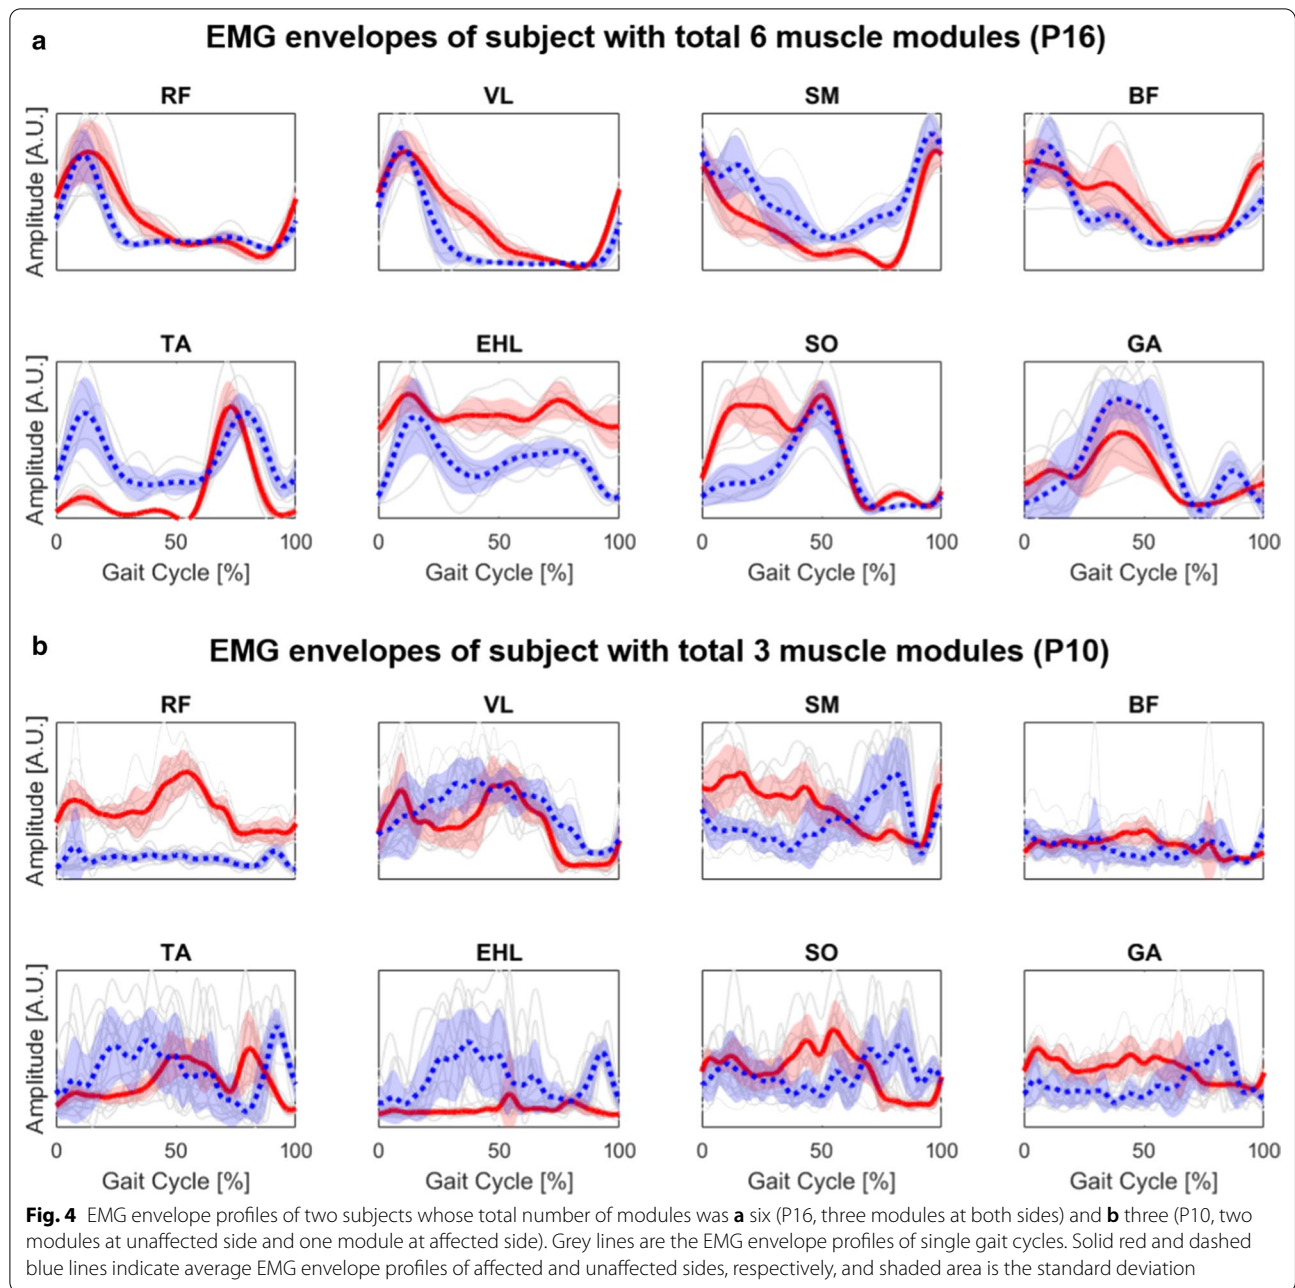 a
EMG envelopes of subject with total 6 muscle modules (P16)
RF VL SM BF
Amplitude [A.U.]
TA EHL SO GA
Amplitude [A.U.]
0 50 100 0 50 100 0 50 100 0 50 100
Gait Cycle [%] Gait Cycle [%] Gait Cycle [%] Gait Cycle [%]
b
EMG envelopes of subject with total 3 muscle modules (P10)
RF VL SM BF
Amplitude [A.U.]
TA EHL SO GA
Amplitude [A.U.]
0 50 100 0 50 100 0 50 100 0 50 100
Gait Cycle [%] Gait Cycle [%] Gait Cycle [%] Gait Cycle [%]
Fig. 4 EMG envelope profiles of two subjects whose total number of modules was a six (P16, three modules at both sides) and b three (P10, two
modules at unaffected side and one module at affected side). Grey lines are the EMG envelope profiles of single gait cycles. Solid red and dashed
blue lines indicate average EMG envelope profiles of affected and unaffected sides, respectively, and shaded area is the standard deviation